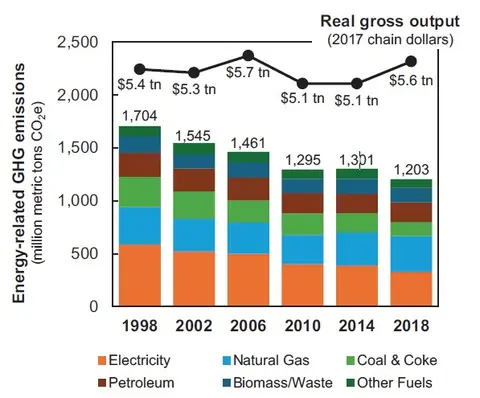 Real gross output
(2017 chain dollars)
Energy-related GHG emissions
(million metric tons CO₂e)
2,500
2,000
1,500
1,000
500
0
$5.4 tn
$5.3 tn
$5.7 tn
$5.1 tn
$5.1 tn
$5.6 tn
1,704
1,545
1,461
1,295
1,301
1,203
1998 2002 2006 2010 2014 2018
Electricity Natural Gas Coal & Coke
Petroleum Biomass/Waste Other Fuels